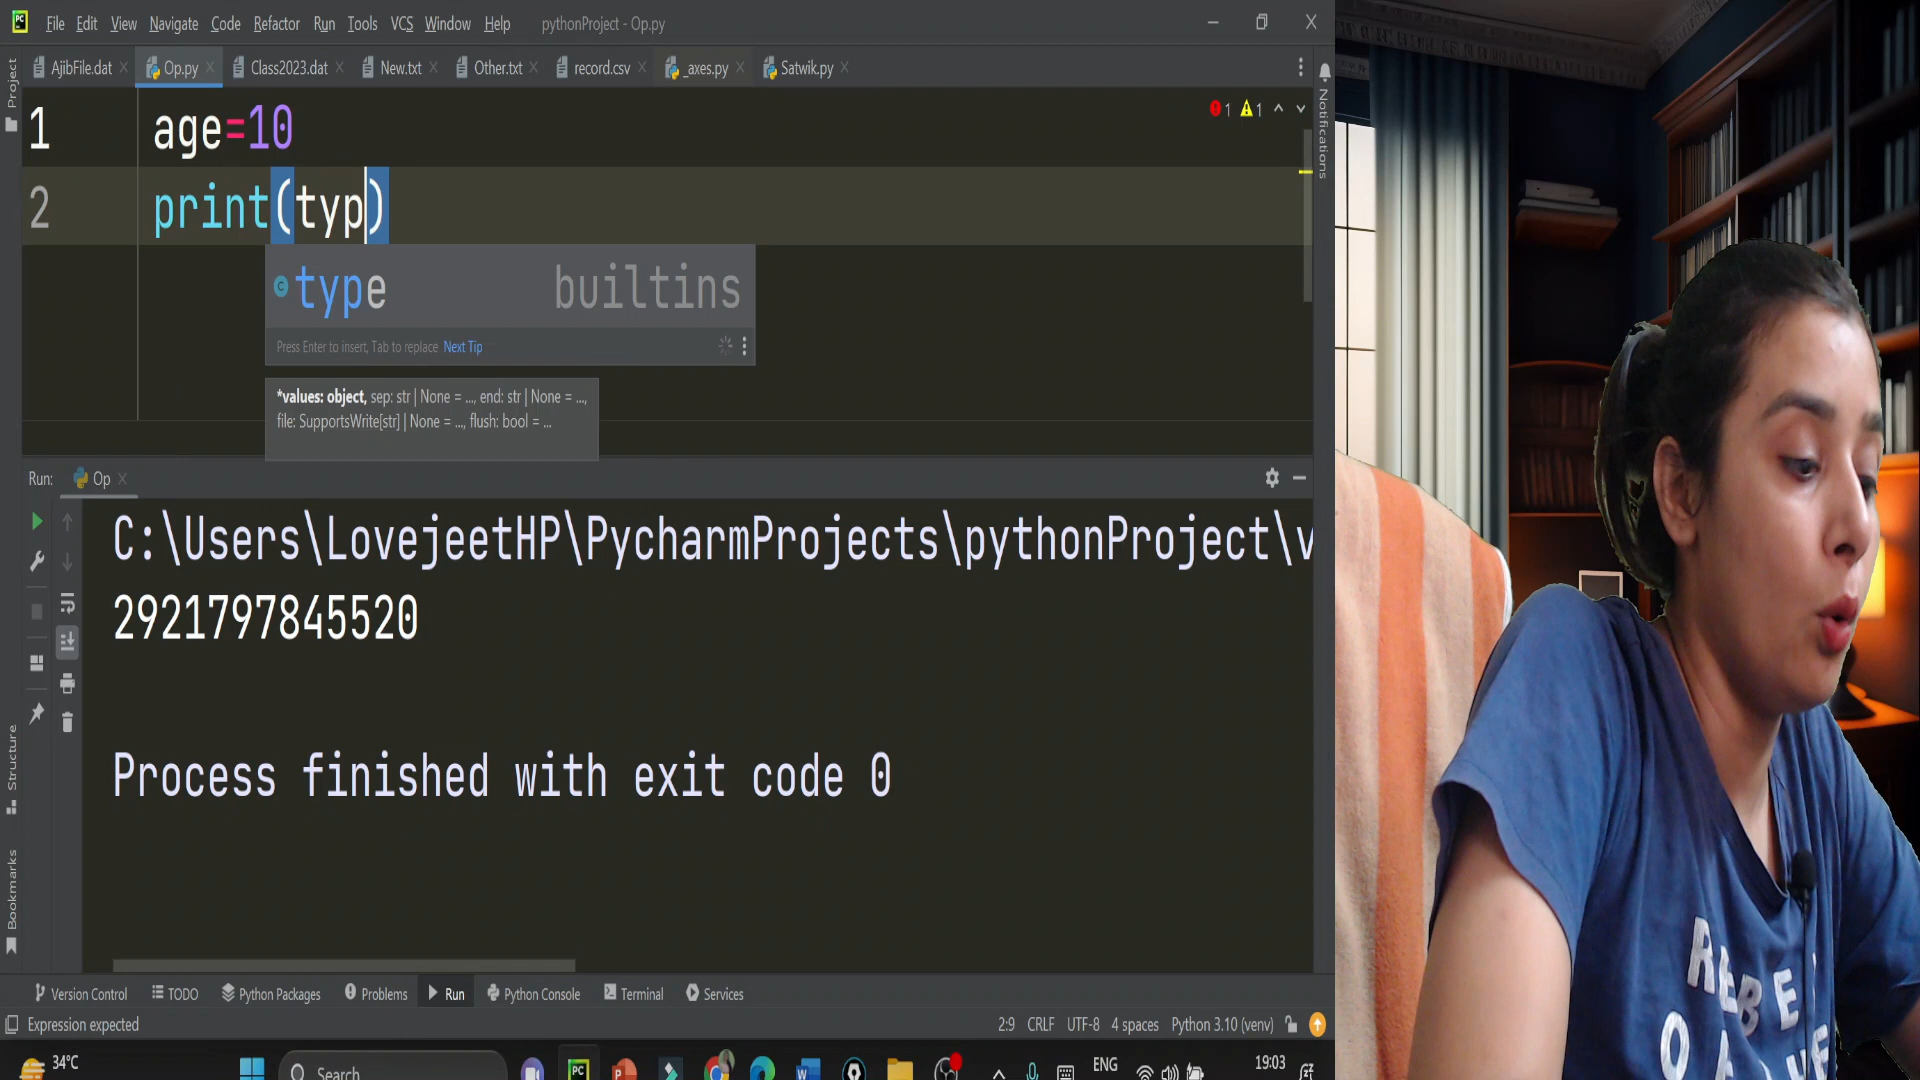 File Edit View Navigate Code Refactor Run Tools VCS Window Help pythonProject - Op.py
AjibFile.dat Op.py Class2023.dat New.txt Other.txt record.csv _axes.py Satwik.py
Project
Notifications
1 age=10
1 1
2 print(typ)
type builtins
Press Enter to insert, Tab to replace Next Tip
*values: object, sep: str | None = ..., end: str | None = ...,
file: SupportsWrite[str] | None = ..., flush: bool = ...
Run: Op
C:\Users\LovejeetHP\PycharmProjects\pythonProject\v
2921797845520
Process finished with exit code 0
Structure
Bookmarks
Version Control TODO Python Packages Problems Run Python Console Terminal Services
Expression expected
2:9 CRLF UTF-8 4 spaces Python 3.10 (venv)
34°C
Search
ENG
19:03